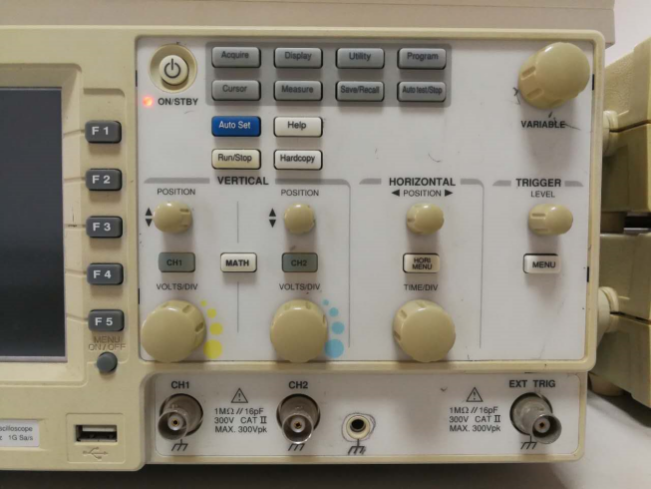 Acquire Display Utility Program
Cursor Measure Save/Recall Auto test/Stop
ON/STBY
VARIABLE
Auto Set Help
Run/Stop Hardcopy
F 1
F 2
F 3
F 4
F 5
MENU
ON/OFF
VERTICAL
POSITION POSITION
CH1 MATH CH2
VOLTS/DIV VOLTS/DIV
HORIZONTAL
◀ POSITION ▶
HORI
MENU
TIME/DIV
TRIGGER
LEVEL
MENU
CH1
1MΩ // 16pF
300V CAT II
MAX. 300Vpk
CH2
EXT TRIG
1MΩ // 16pF
300V CAT II
MAX. 300Vpk
oscilloscope
1G Sa/s